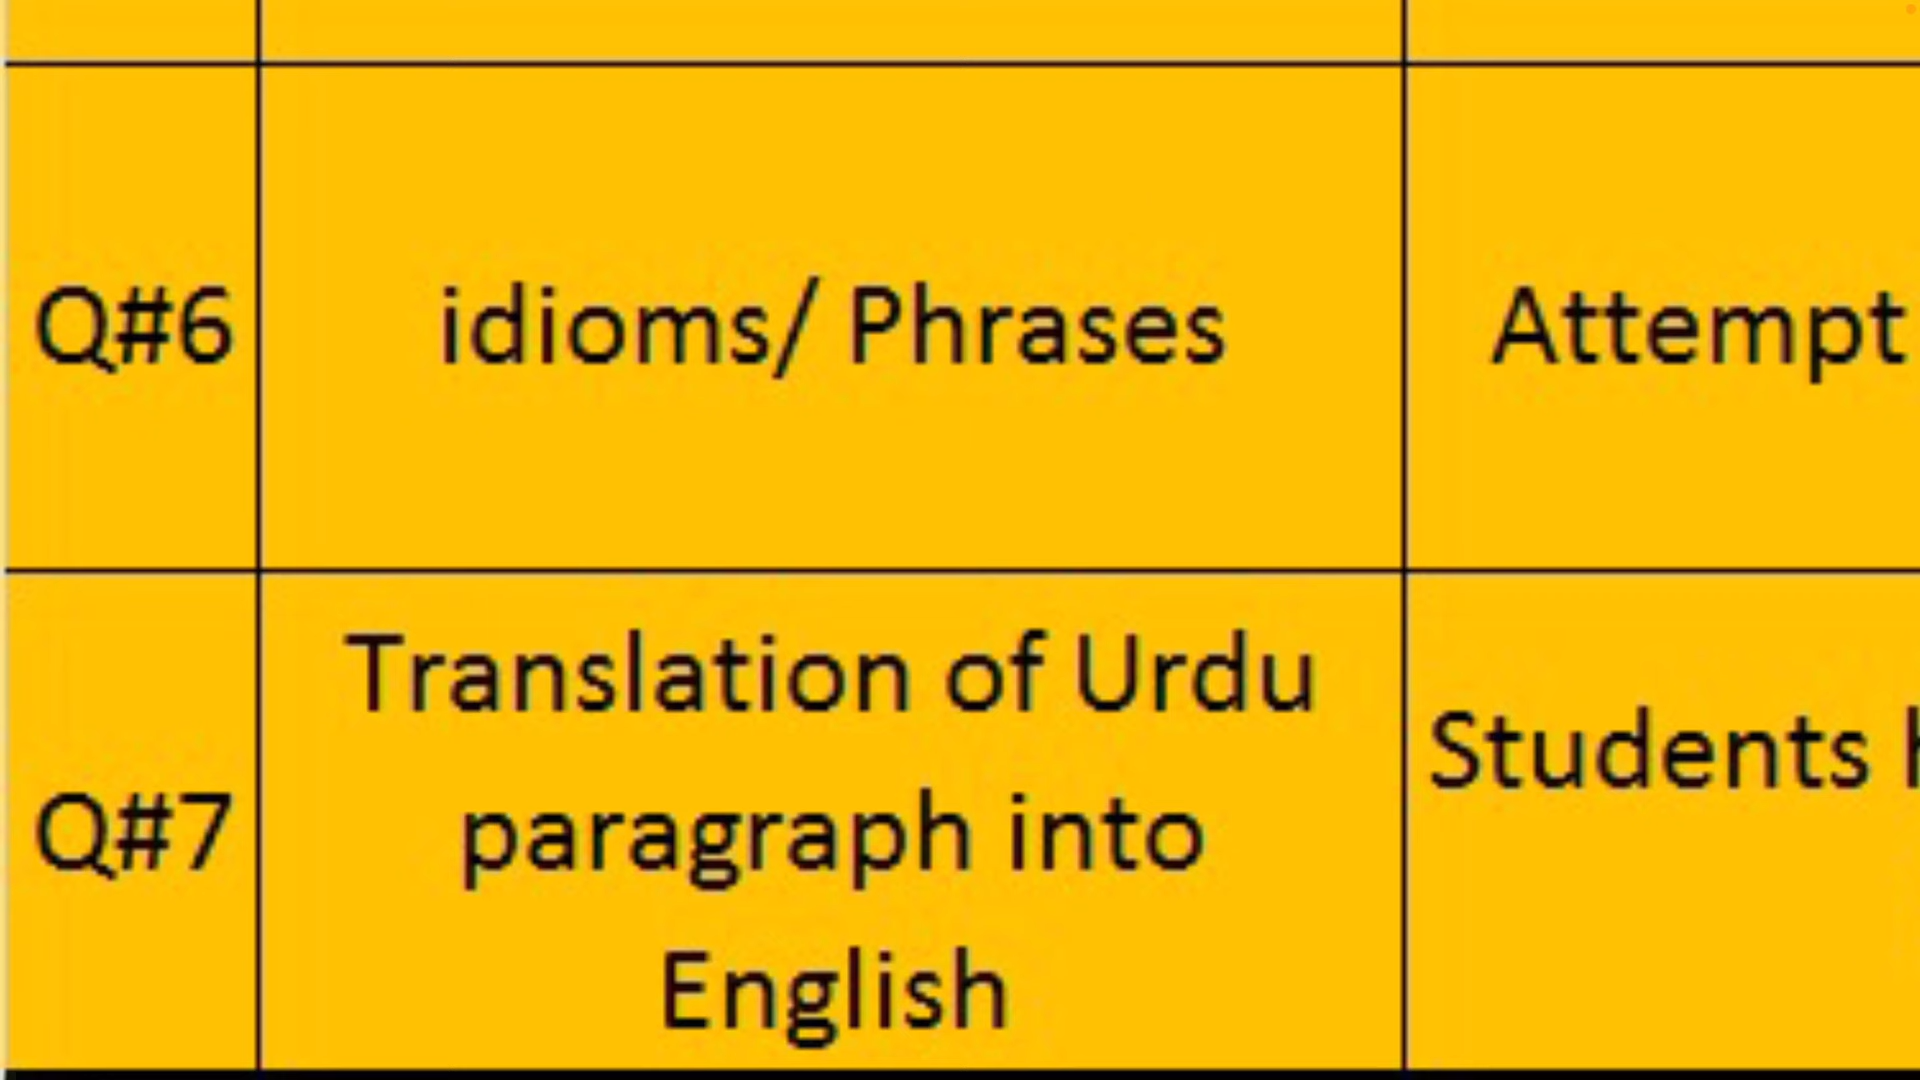 Q#6
idioms/ Phrases
Attempt
Q#7
Translation of Urdu
paragraph into
English
Students